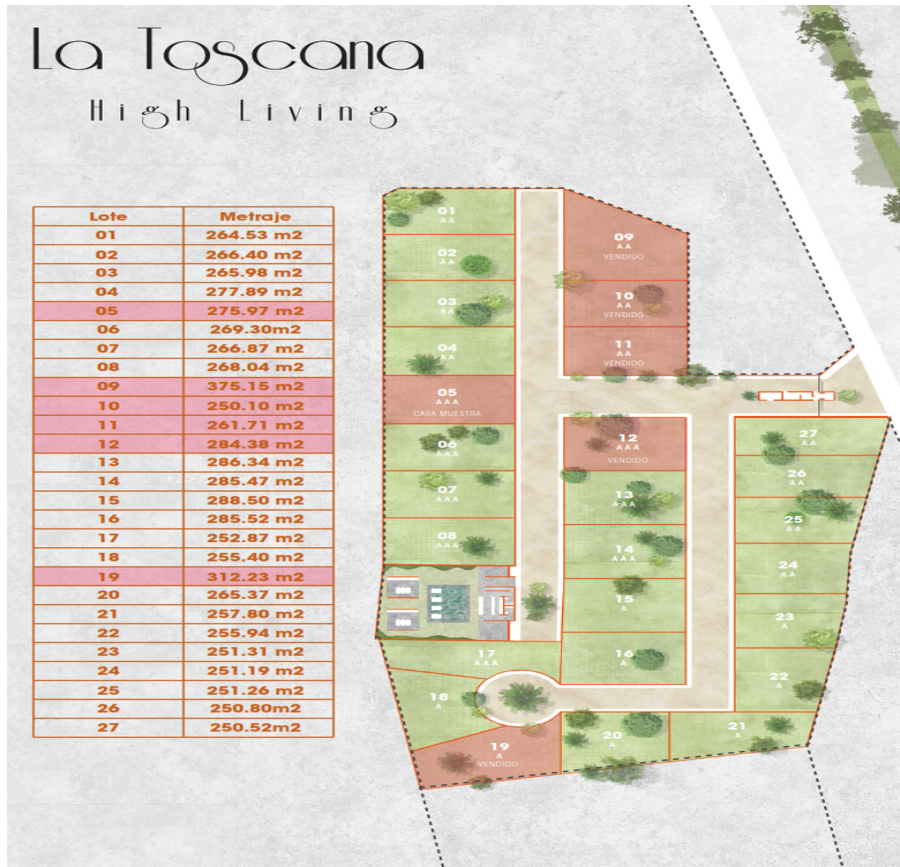 La Toscana
High Living
Lote Metraje
01 264.53 m2
02 266.40 m2
03 265.98 m2
04 277.89 m2
05 275.97 m2
06 269.30m2
07 266.87 m2
08 268.04 m2
09 375.15 m2
10 250.10 m2
11 261.71 m2
12 284.38 m2
13 286.34 m2
14 285.47 m2
15 288.50 m2
16 285.52 m2
17 252.87 m2
18 255.40 m2
19 312.23 m2
20 265.37 m2
21 257.80 m2
22 255.94 m2
23 251.31 m2
24 251.19 m2
25 251.26 m2
26 250.80m2
27 250.52m2
01
AA
02
AA
03
AA
04
AA
05
AAA
CASA MUESTRA
06
AAA
07
AAA
08
AAA
09
AA
VENDIDO
10
AA
VENDIDO
11
AA
VENDIDO
12
AAA
VENDIDO
13
AAA
14
AAA
15
A
16
A
17
AAA
18
A
19
A
VENDIDO
20
A
21
A
22
A
23
A
24
AA
25
AA
26
AA
27
AA